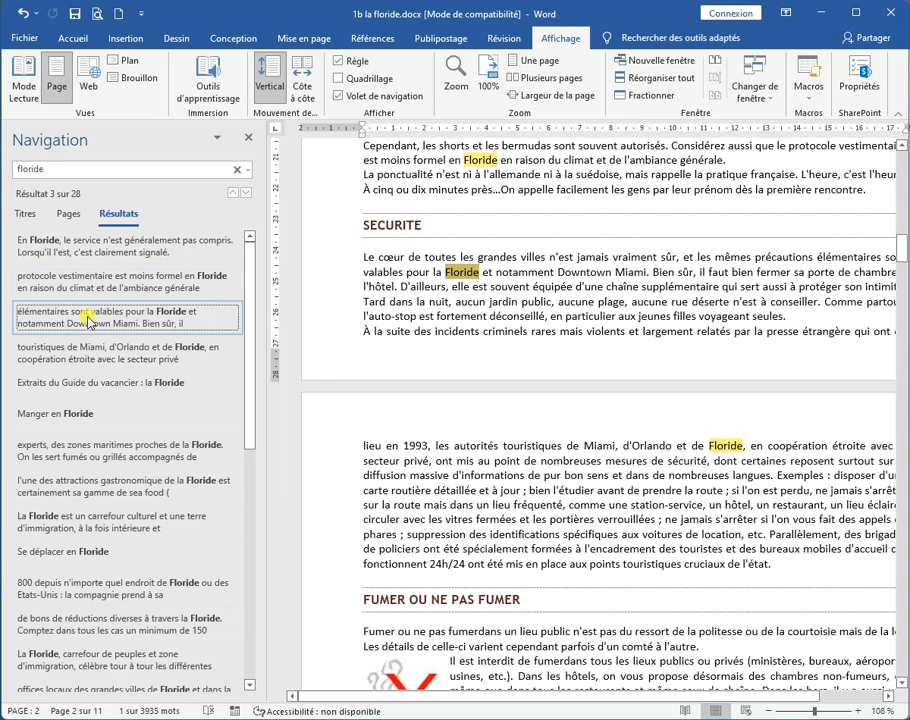 1b la floride.docx [Mode de compatibilité] - Word
Connexion
Fichier Accueil Insertion Dessin Conception Mise en page Références Publipostage Révision Affichage Rechercher des outils adaptés Partager
Mode Lecture
Page
Web
Plan
Brouillon
Vues
Outils d'apprentissage
Immersion
Vertical
Côte à côte
Mouvement de...
Règle
Quadrillage
Volet de navigation
Afficher
Zoom
100%
Une page
Plusieurs pages
Largeur de la page
Zoom
Nouvelle fenêtre
Réorganiser tout
Fractionner
Changer de fenêtre
Fenêtre
Macros
Macros
Propriétés
SharePoint
Navigation
floride
Résultat 3 sur 28
Titres Pages Résultats
En Floride, le service n'est généralement pas compris.
Lorsqu'il l'est, c'est clairement signalé.
protocole vestimentaire est moins formel en Floride
en raison du climat et de l'ambiance générale
élémentaires sont valables pour la Floride et
notamment Downtown Miami. Bien sûr, il
touristiques de Miami, d'Orlando et de Floride, en
coopération étroite avec le secteur privé
Extraits du Guide du vacancier : la Floride
Manger en Floride
experts, des zones maritimes proches de la Floride.
On les sert fumés ou grillés accompagnés de
l'une des attractions gastronomique de la Floride est
certainement sa gamme de sea food (
La Floride est un carrefour culturel et une terre
d'immigration, à la fois interieure et
Se déplacer en Floride
800 depuis n'importe quel endroit de Floride ou des
Etats-Unis : la compagnie prend à sa
de bons de réductions diverses à travers la Floride.
Comptez dans tous les cas un minimum de 150
La Floride, carrefour de peuples et zone
d'immigration, célèbre tour à tour les différentes
offices locaux des grandes villes de Floride et dans la
2 1 1 2 3 4 5 6 7 8 9 10 11 12 13 14 15 16 17
21 22 23 24 25 26 27 28
Cependant, les shorts et les bermudas sont souvent autorisés. Considérez aussi que le protocole vestimentai
est moins formel en Floride en raison du climat et de l'ambiance générale.
La ponctualité n'est ni à l'allemande ni à la suédoise, mais rappelle la pratique française. L'heure, c'est l'heur
À cinq ou dix minutes près...On appelle facilement les gens par leur prénom dès la première rencontre.
SECURITE
Le cœur de toutes les grandes villes n'est jamais vraiment sûr, et les mêmes précautions élémentaires so
valables pour la Floride et notamment Downtown Miami. Bien sûr, il faut bien fermer sa porte de chambre
l'hôtel. D'ailleurs, elle est souvent équipée d'une chaîne supplémentaire qui sert aussi à protéger son intimit
Tard dans la nuit, aucun jardin public, aucune plage, aucune rue déserte n'est à conseiller. Comme partou
l'auto-stop est fortement déconseillé, en particulier aux jeunes filles voyageant seules.
À la suite des incidents criminels rares mais violents et largement relatés par la presse étrangère qui ont
lieu en 1993, les autorités touristiques de Miami, d'Orlando et de Floride, en coopération étroite avec
secteur privé, ont mis au point de nombreuses mesures de sécurité, dont certaines reposent surtout sur
diffusion massive d'informations de pur bon sens et dans de nombreuses langues. Exemples : disposer d'u
carte routière détaillée et à jour ; bien l'étudier avant de prendre la route ; si l'on est perdu, ne jamais s'arrêt
sur la route mais dans un lieu fréquenté, comme une station-service, un hôtel, un restaurant, un lieu éclairé
circuler avec les vitres fermées et les portières verrouillées ; ne jamais s'arrêter si l'on vous fait des appels
phares ; suppression des identifications spécifiques aux voitures de location, etc. Parallèlement, des brigad
de policiers ont été spécialement formées à l'encadrement des touristes et des bureaux mobiles d'accueil c
fonctionnent 24h/24 ont été mis en place aux points touristiques cruciaux de l'état.
FUMER OU NE PAS FUMER
Fumer ou ne pas fumerdans un lieu public n'est pas du ressort de la politesse ou de la courtoisie mais de la l
Les détails de celle-ci varient cependant parfois d'un comté à l'autre.
Il est interdit de fumerdans tous les lieux publics ou privés (ministères, bureaux, aéropor
usines, etc.). Dans les hôtels, on vous propose désormais des chambres non-fumeurs,
PAGE : 2 Page 2 sur 11 1 sur 3935 mots Accessibilité : non disponible 108 %